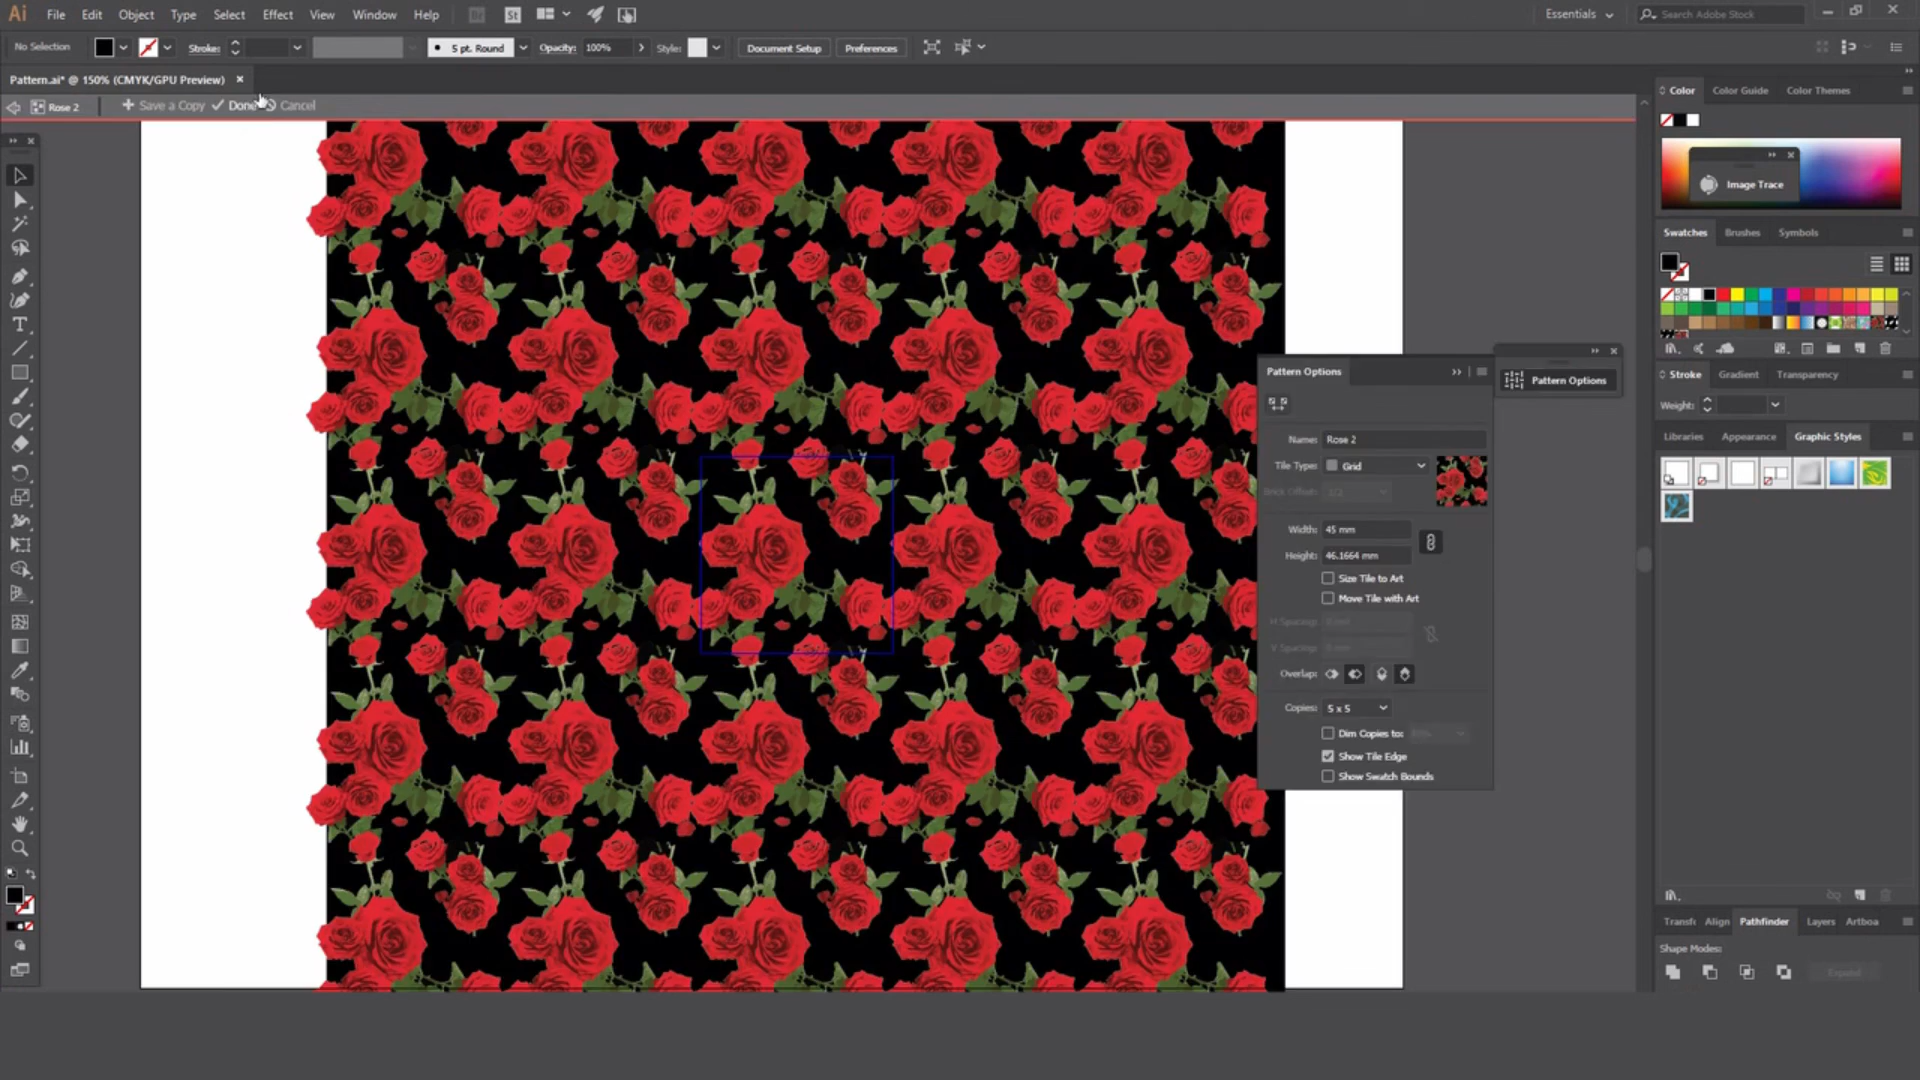 Ai File Edit Object Type Select Effect View Window Help Br St Essentials Search Adobe Stock
No Selection Stroke: 5 pt. Round Opacity: 100% Style: Document Setup Preferences
Pattern.ai* @ 150% (CMYK/GPU Preview)
Rose 2 Save a Copy Done Cancel
Color Color Guide Color Themes
Image Trace
Swatches Brushes Symbols
Stroke Gradient Transparency
Weight:
Libraries Appearance Graphic Styles
Pattern Options
Pattern Options
Name: Rose 2
Tile Type: Grid
Brick Offset: 1/2
Width: 45 mm
Height: 46.1664 mm
Size Tile to Art
Move Tile with Art
H Spacing: 0 mm
V Spacing: 0 mm
Overlap:
Copies: 5 x 5
Dim Copies to:
Show Tile Edge
Show Swatch Bounds
Transfr Align Pathfinder Layers Artboa
Shape Modes:
Expand